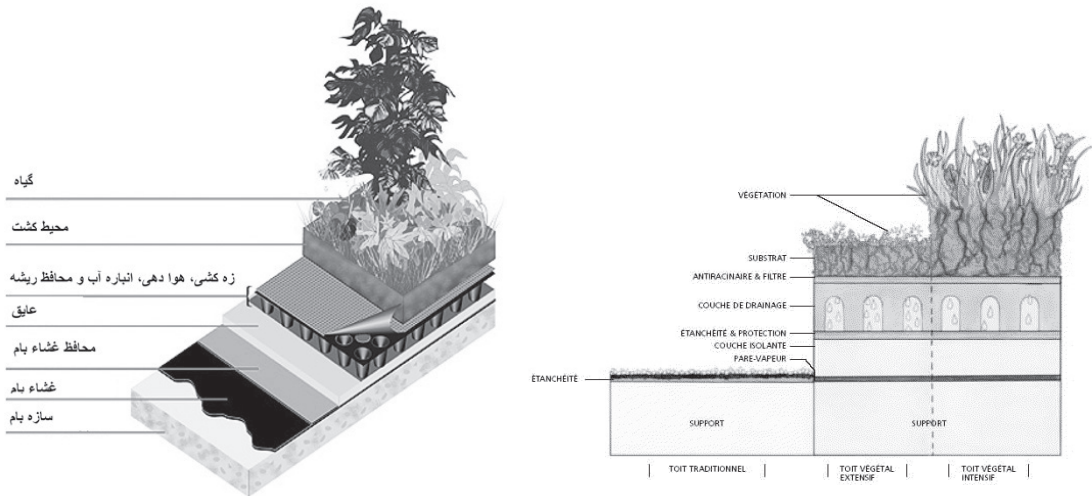 گیاه
محیط کشت
زه کشی، هوا دهی، انباره آب و محافظ ریشه
عایق
محافظ غشاء بام
غشاء بام
سازه بام
VÉGÉTATION
SUBSTRAT
ANTIRACINAIRE & FILTRE
COUCHE DE DRAINAGE
ÉTANCHÉITÉ & PROTECTION
COUCHE ISOLANTE
PARE-VAPEUR
ÉTANCHÉITÉ
SUPPORT
SUPPORT
TOIT TRADITIONNEL
TOIT VÉGÉTAL
EXTENSIF
TOIT VÉGÉTAL
INTENSIF